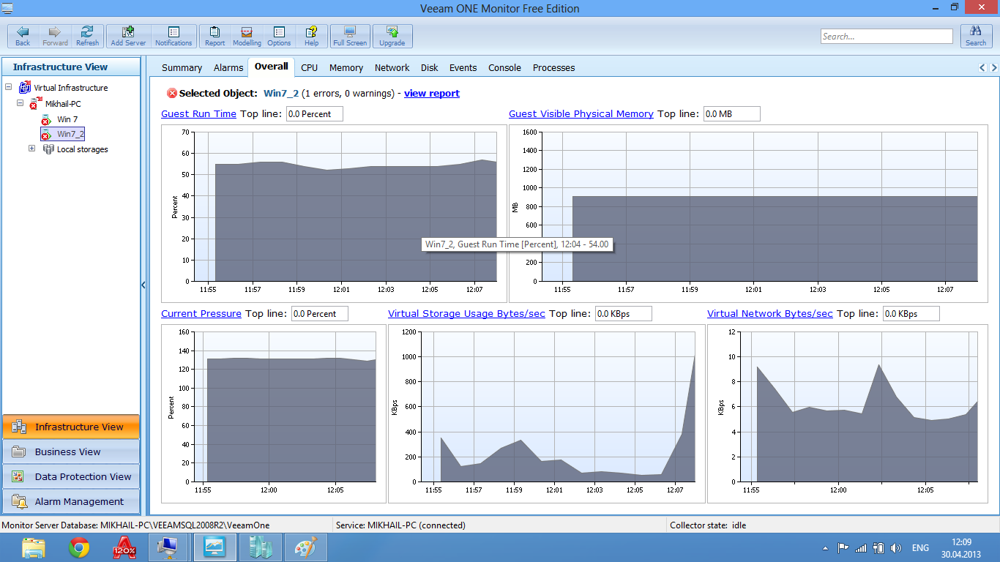 Veeam ONE Monitor Free Edition
Back Forward Refresh Add Server Notifications Report Modelling Options Help Full Screen Upgrade Search... Search
Infrastructure View
Virtual Infrastructure
Mikhail-PC
Win 7
Win7_2
Local storages
Summary Alarms Overall CPU Memory Network Disk Events Console Processes
Selected Object: Win7_2 (1 errors, 0 warnings) - view report
Guest Run Time Top line: 0.0 Percent
70
60
50
40
30
20
10
0
Percent
11:55 11:57 11:59 12:01 12:03 12:05 12:07
Guest Visible Physical Memory Top line: 0.0 MB
1600
1400
1200
1000
800
600
200
0
MB
11:55 11:57 11:59 12:01 12:03 12:05 12:07
Win7_2, Guest Run Time [Percent], 12:04 - 54.00
Current Pressure Top line: 0.0 Percent
160
140
120
100
80
60
40
20
0
Percent
11:55 12:00 12:05
Virtual Storage Usage Bytes/sec Top line: 0.0 KBps
1200
1000
800
600
400
200
0
KBps
11:55 11:57 11:59 12:01 12:03 12:05 12:07
Virtual Network Bytes/sec Top line: 0.0 KBps
12
10
8
6
4
2
0
KBps
11:55 12:00 12:05
Infrastructure View
Business View
Data Protection View
Alarm Management
Monitor Server Database: MIKHAIL-PC\VEEAMSQL2008R2\VeeamOne Service: MIKHAIL-PC (connected) Collector state: idle
120%
ENG
12:09
30.04.2013